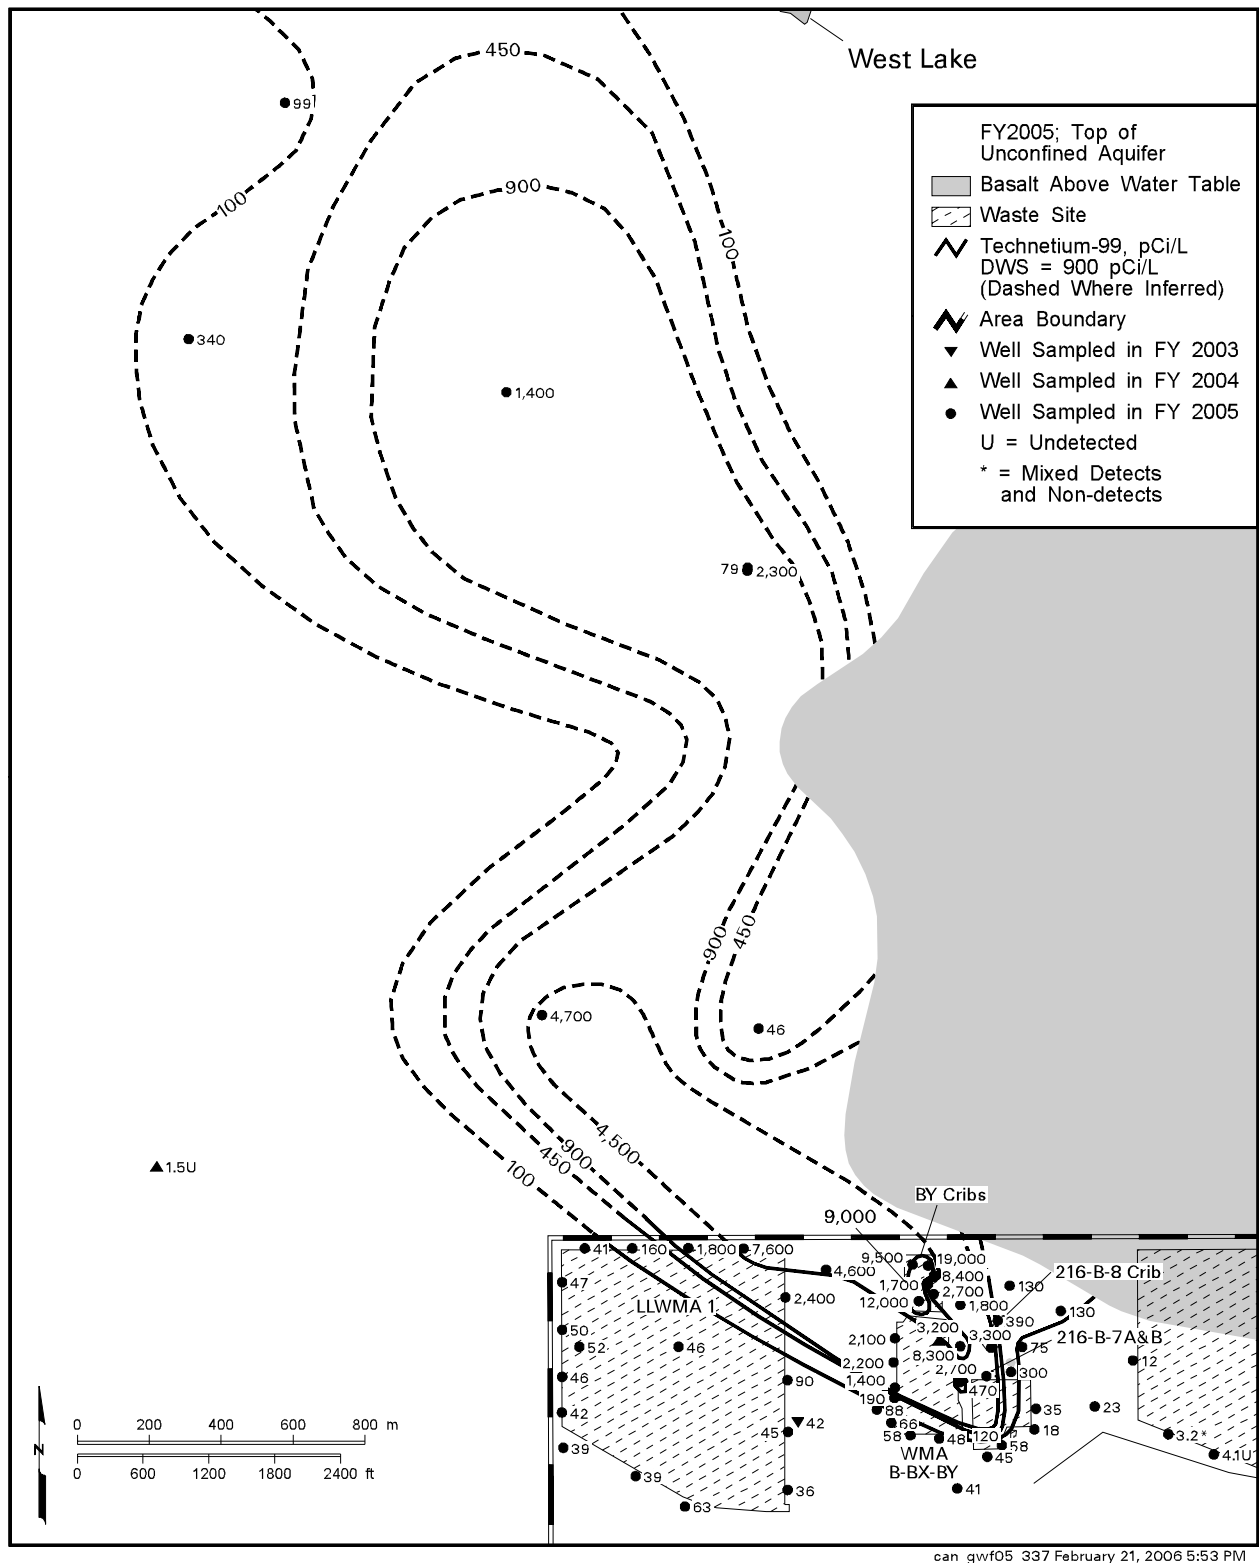 450
West Lake
99
FY2005; Top of
Unconfined Aquifer
Basalt Above Water Table
Waste Site
Technetium-99, pCi/L
DWS = 900 pCi/L
(Dashed Where Inferred)
Area Boundary
Well Sampled in FY 2003
Well Sampled in FY 2004
Well Sampled in FY 2005
U = Undetected
* = Mixed Detects
and Non-detects
900
100
100
340
1,400
79 2,300
900
450
4,700
46
4,500
900
450
100
1.5U
BY Cribs
9,000
41
160
1,800
7,600
9,500
19,000
4,600
8,400
216-B-8 Crib
47
1,700
2,700
130
LLWMA 1
2,400
12,000
1,800
130
390
50
3,200
3,300
216-B-7A&B
52
46
2,100
8,300
75
12
2,200
2,700
300
46
90
1,400
470
190
42
88
35
23
42
66
45
58
48
120
18
3.2*
39
58
WMA
B-BX-BY
45
4.1U
39
36
41
63
0 200 400 600 800 m
N
0 600 1200 1800 2400 ft
can_gwf05_337 February 21, 2006 5:53 PM